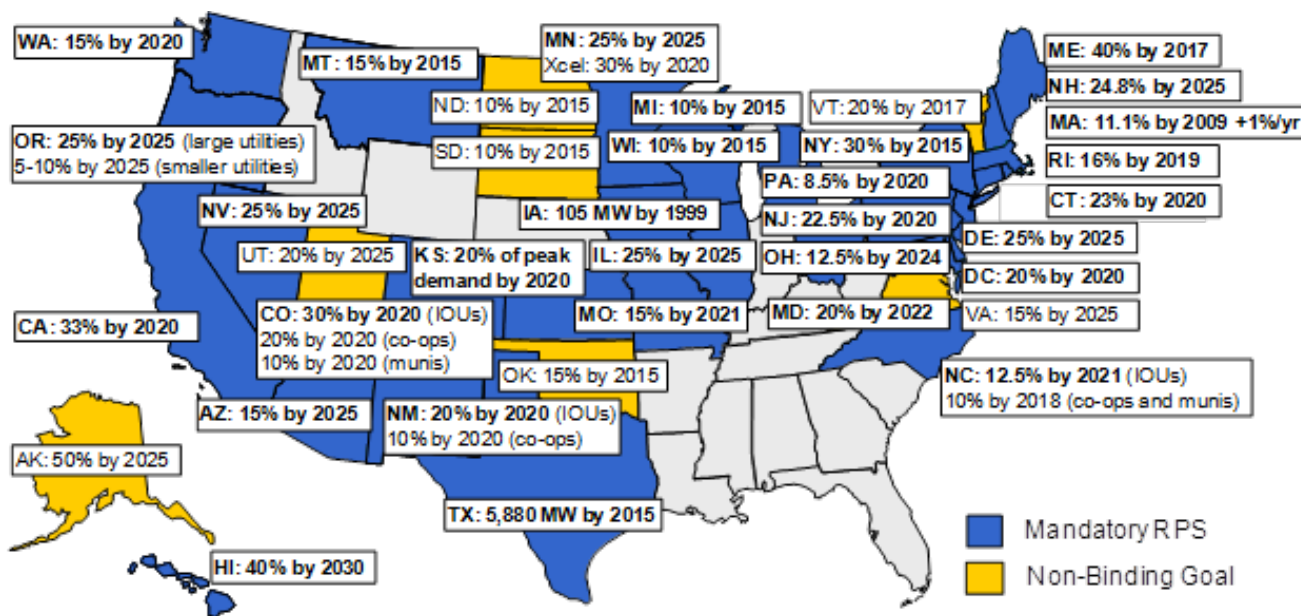 WA: 15% by 2020
MT: 15% by 2015
MN: 25% by 2025
Xcel: 30% by 2020
ME: 40% by 2017
NH: 24.8% by 2025
ND: 10% by 2015
MI: 10% by 2015
VT: 20% by 2017
MA: 11.1% by 2009 +1%/yr
OR: 25% by 2025 (large utilities)
5-10% by 2025 (smaller utilities)
SD: 10% by 2015
WI: 10% by 2015
NY: 30% by 2015
RI: 16% by 2019
PA: 8.5% by 2020
CT: 23% by 2020
NV: 25% by 2025
IA: 105 MW by 1999
NJ: 22.5% by 2020
DE: 25% by 2025
UT: 20% by 2025
KS: 20% of peak
demand by 2020
IL: 25% by 2025
OH: 12.5% by 2024
DC: 20% by 2020
CA: 33% by 2020
CO: 30% by 2020 (IOUs)
20% by 2020 (co-ops)
10% by 2020 (munis)
MO: 15% by 2021
MD: 20% by 2022
VA: 15% by 2025
OK: 15% by 2015
NC: 12.5% by 2021 (IOUs)
10% by 2018 (co-ops and munis)
AZ: 15% by 2025
NM: 20% by 2020 (IOUs)
10% by 2020 (co-ops)
AK: 50% by 2025
TX: 5,880 MW by 2015
HI: 40% by 2030
Mandatory RPS
Non-Binding Goal